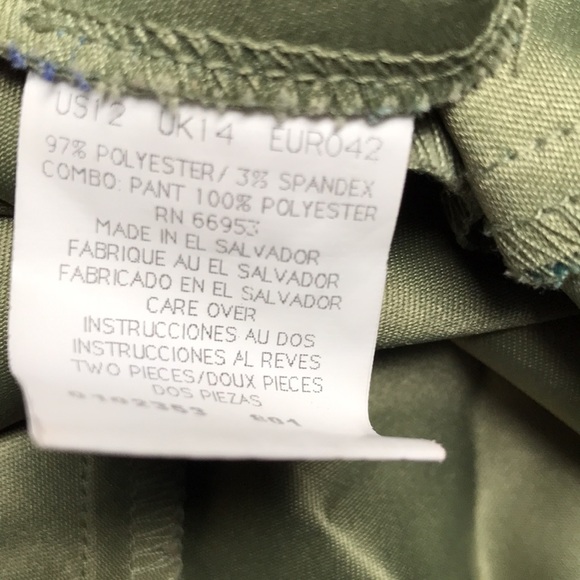 US12 UK14 EURO42
97% POLYESTER/ 3% SPANDEX
COMBO: PANT 100% POLYESTER
RN 66953
MADE IN EL SALVADOR
FABRIQUE AU EL SALVADOR
FABRICADO EN EL SALVADOR
CARE OVER
INSTRUCCIONES AU DOS
INSTRUCCIONES AL REVES
TWO PIECES/DOUX PIECES
DOS PIEZAS